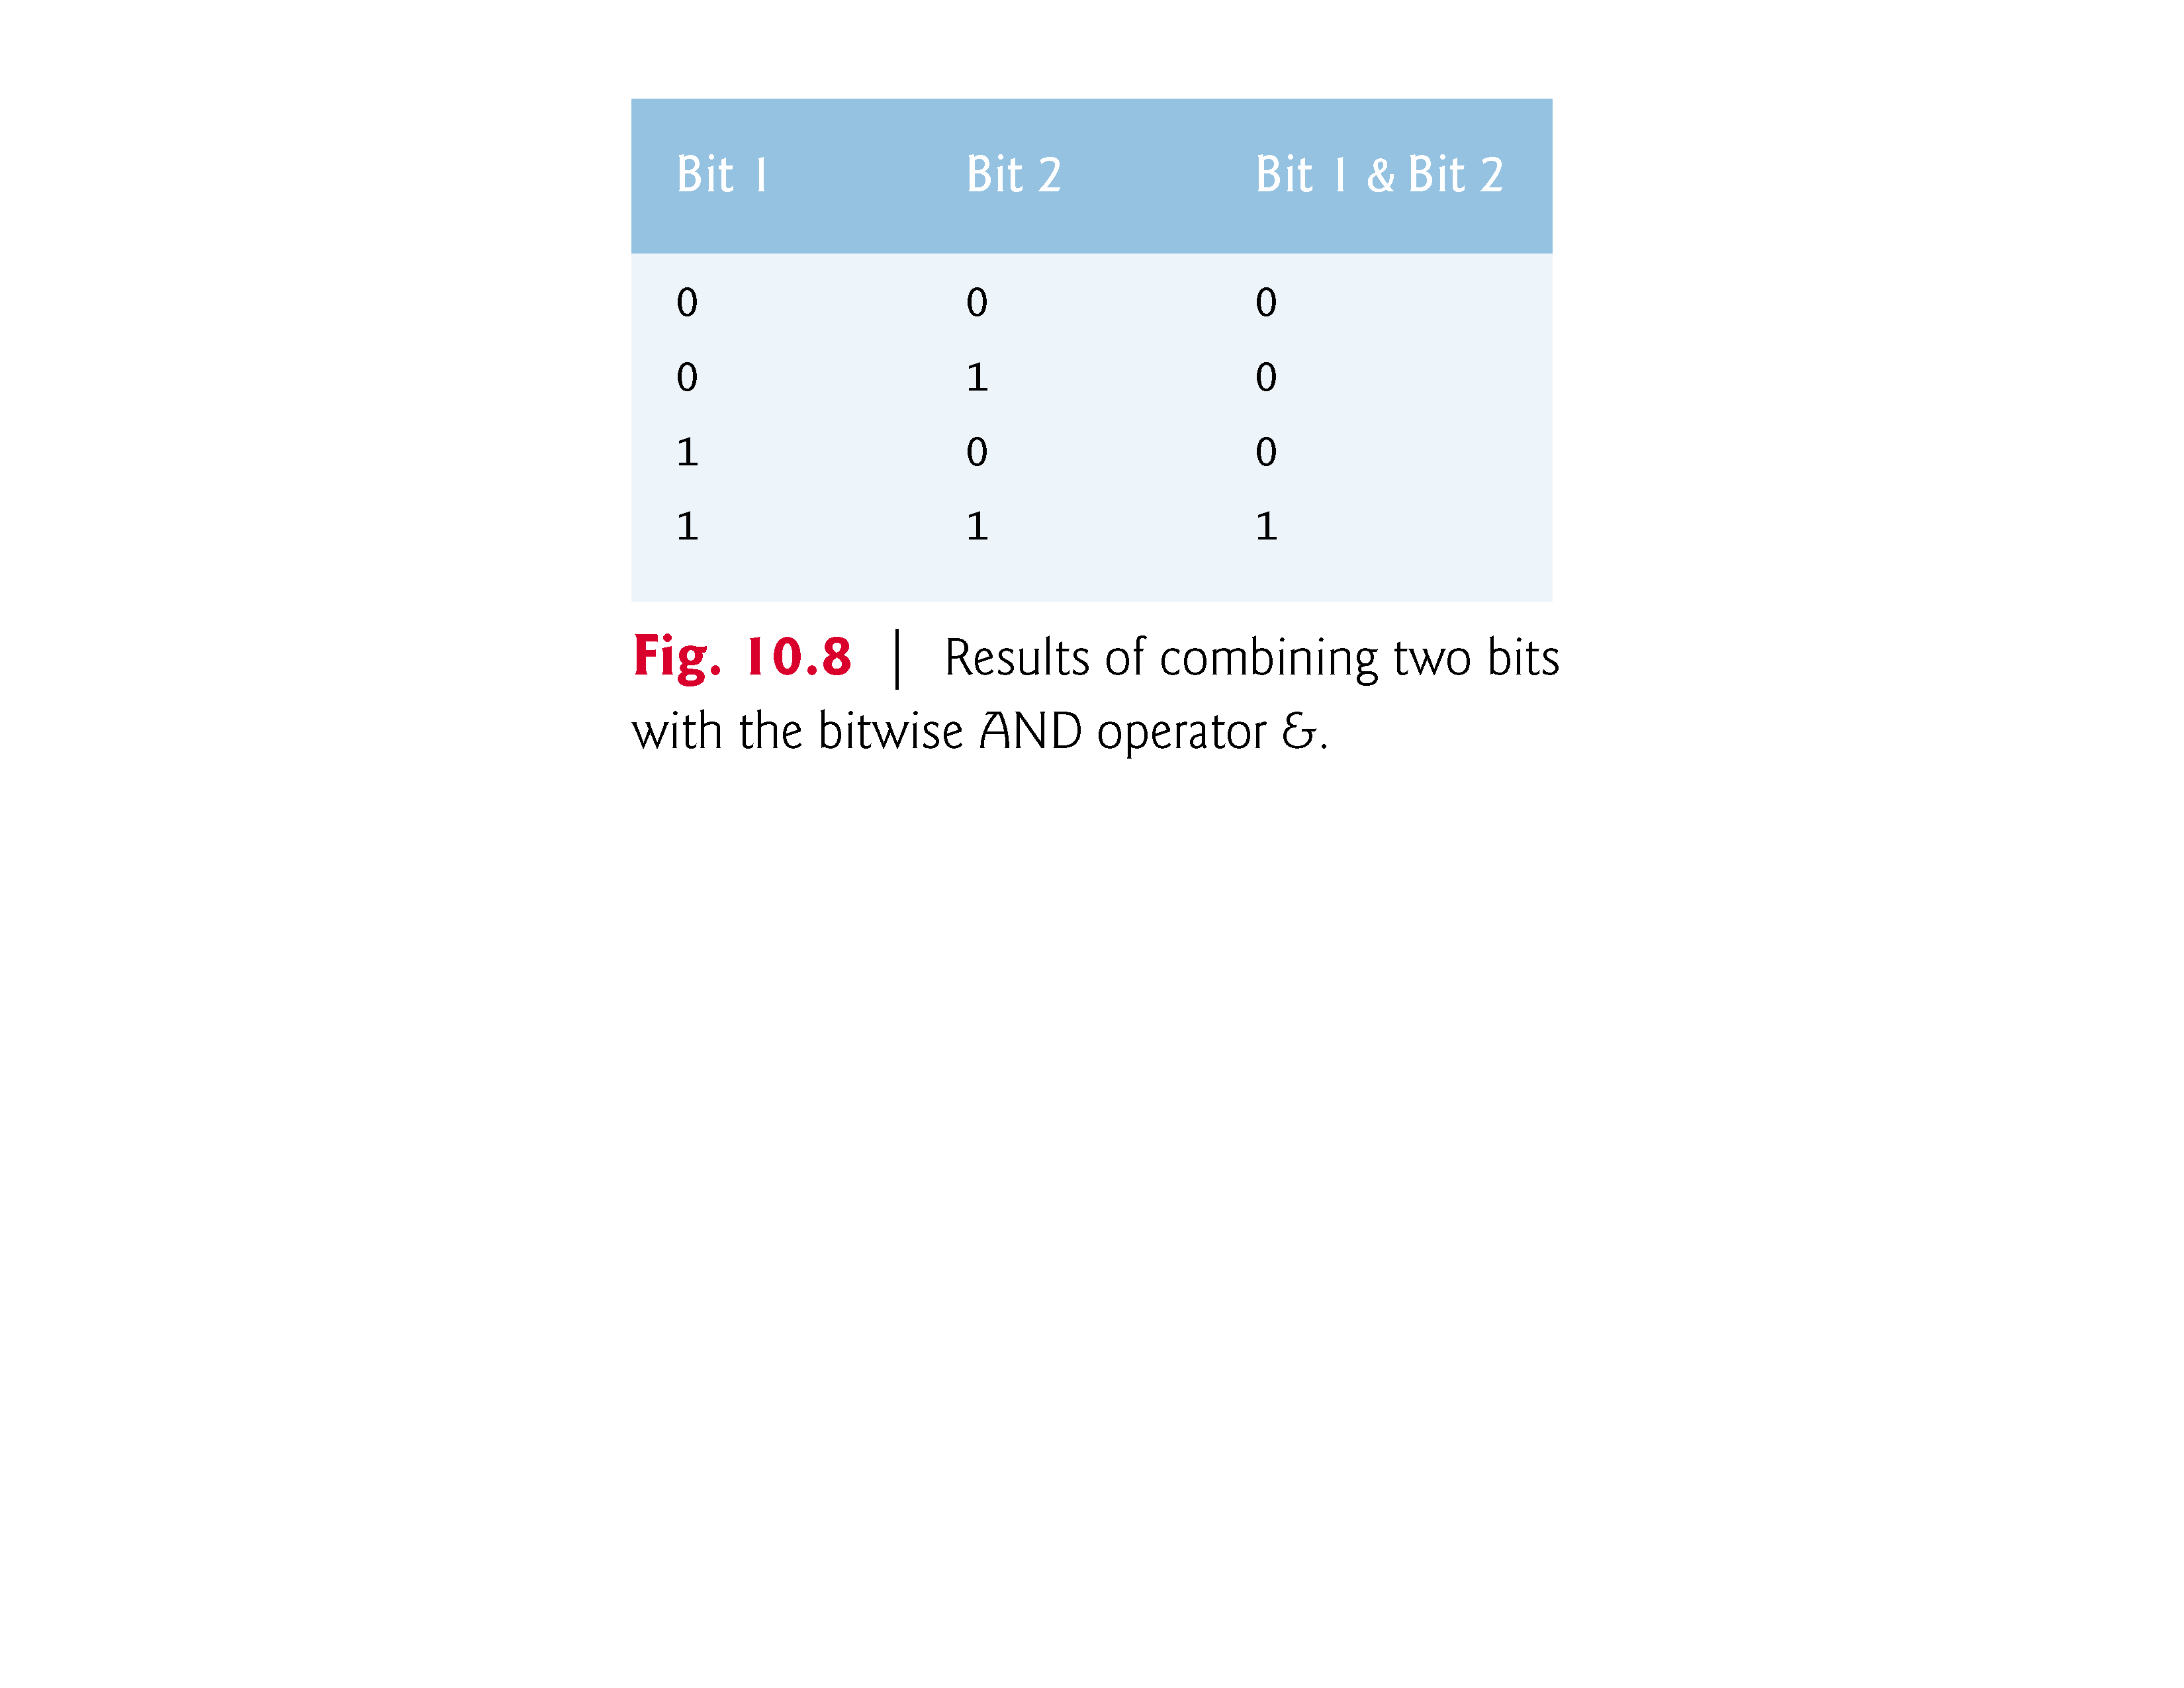 Bit 1 Bit 2 Bit 1 & Bit 2
0 0 0
0 1 0
1 0 0
1 1 1
Fig. 10.8 | Results of combining two bits
with the bitwise AND operator &.